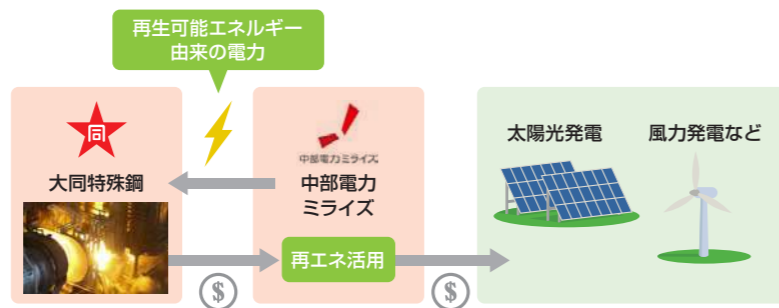 再生可能エネルギー
由来の電力
同
大同特殊鋼
中部電力ミライズ
中部電力
ミライズ
再エネ活用
太陽光発電
風力発電など
$
$